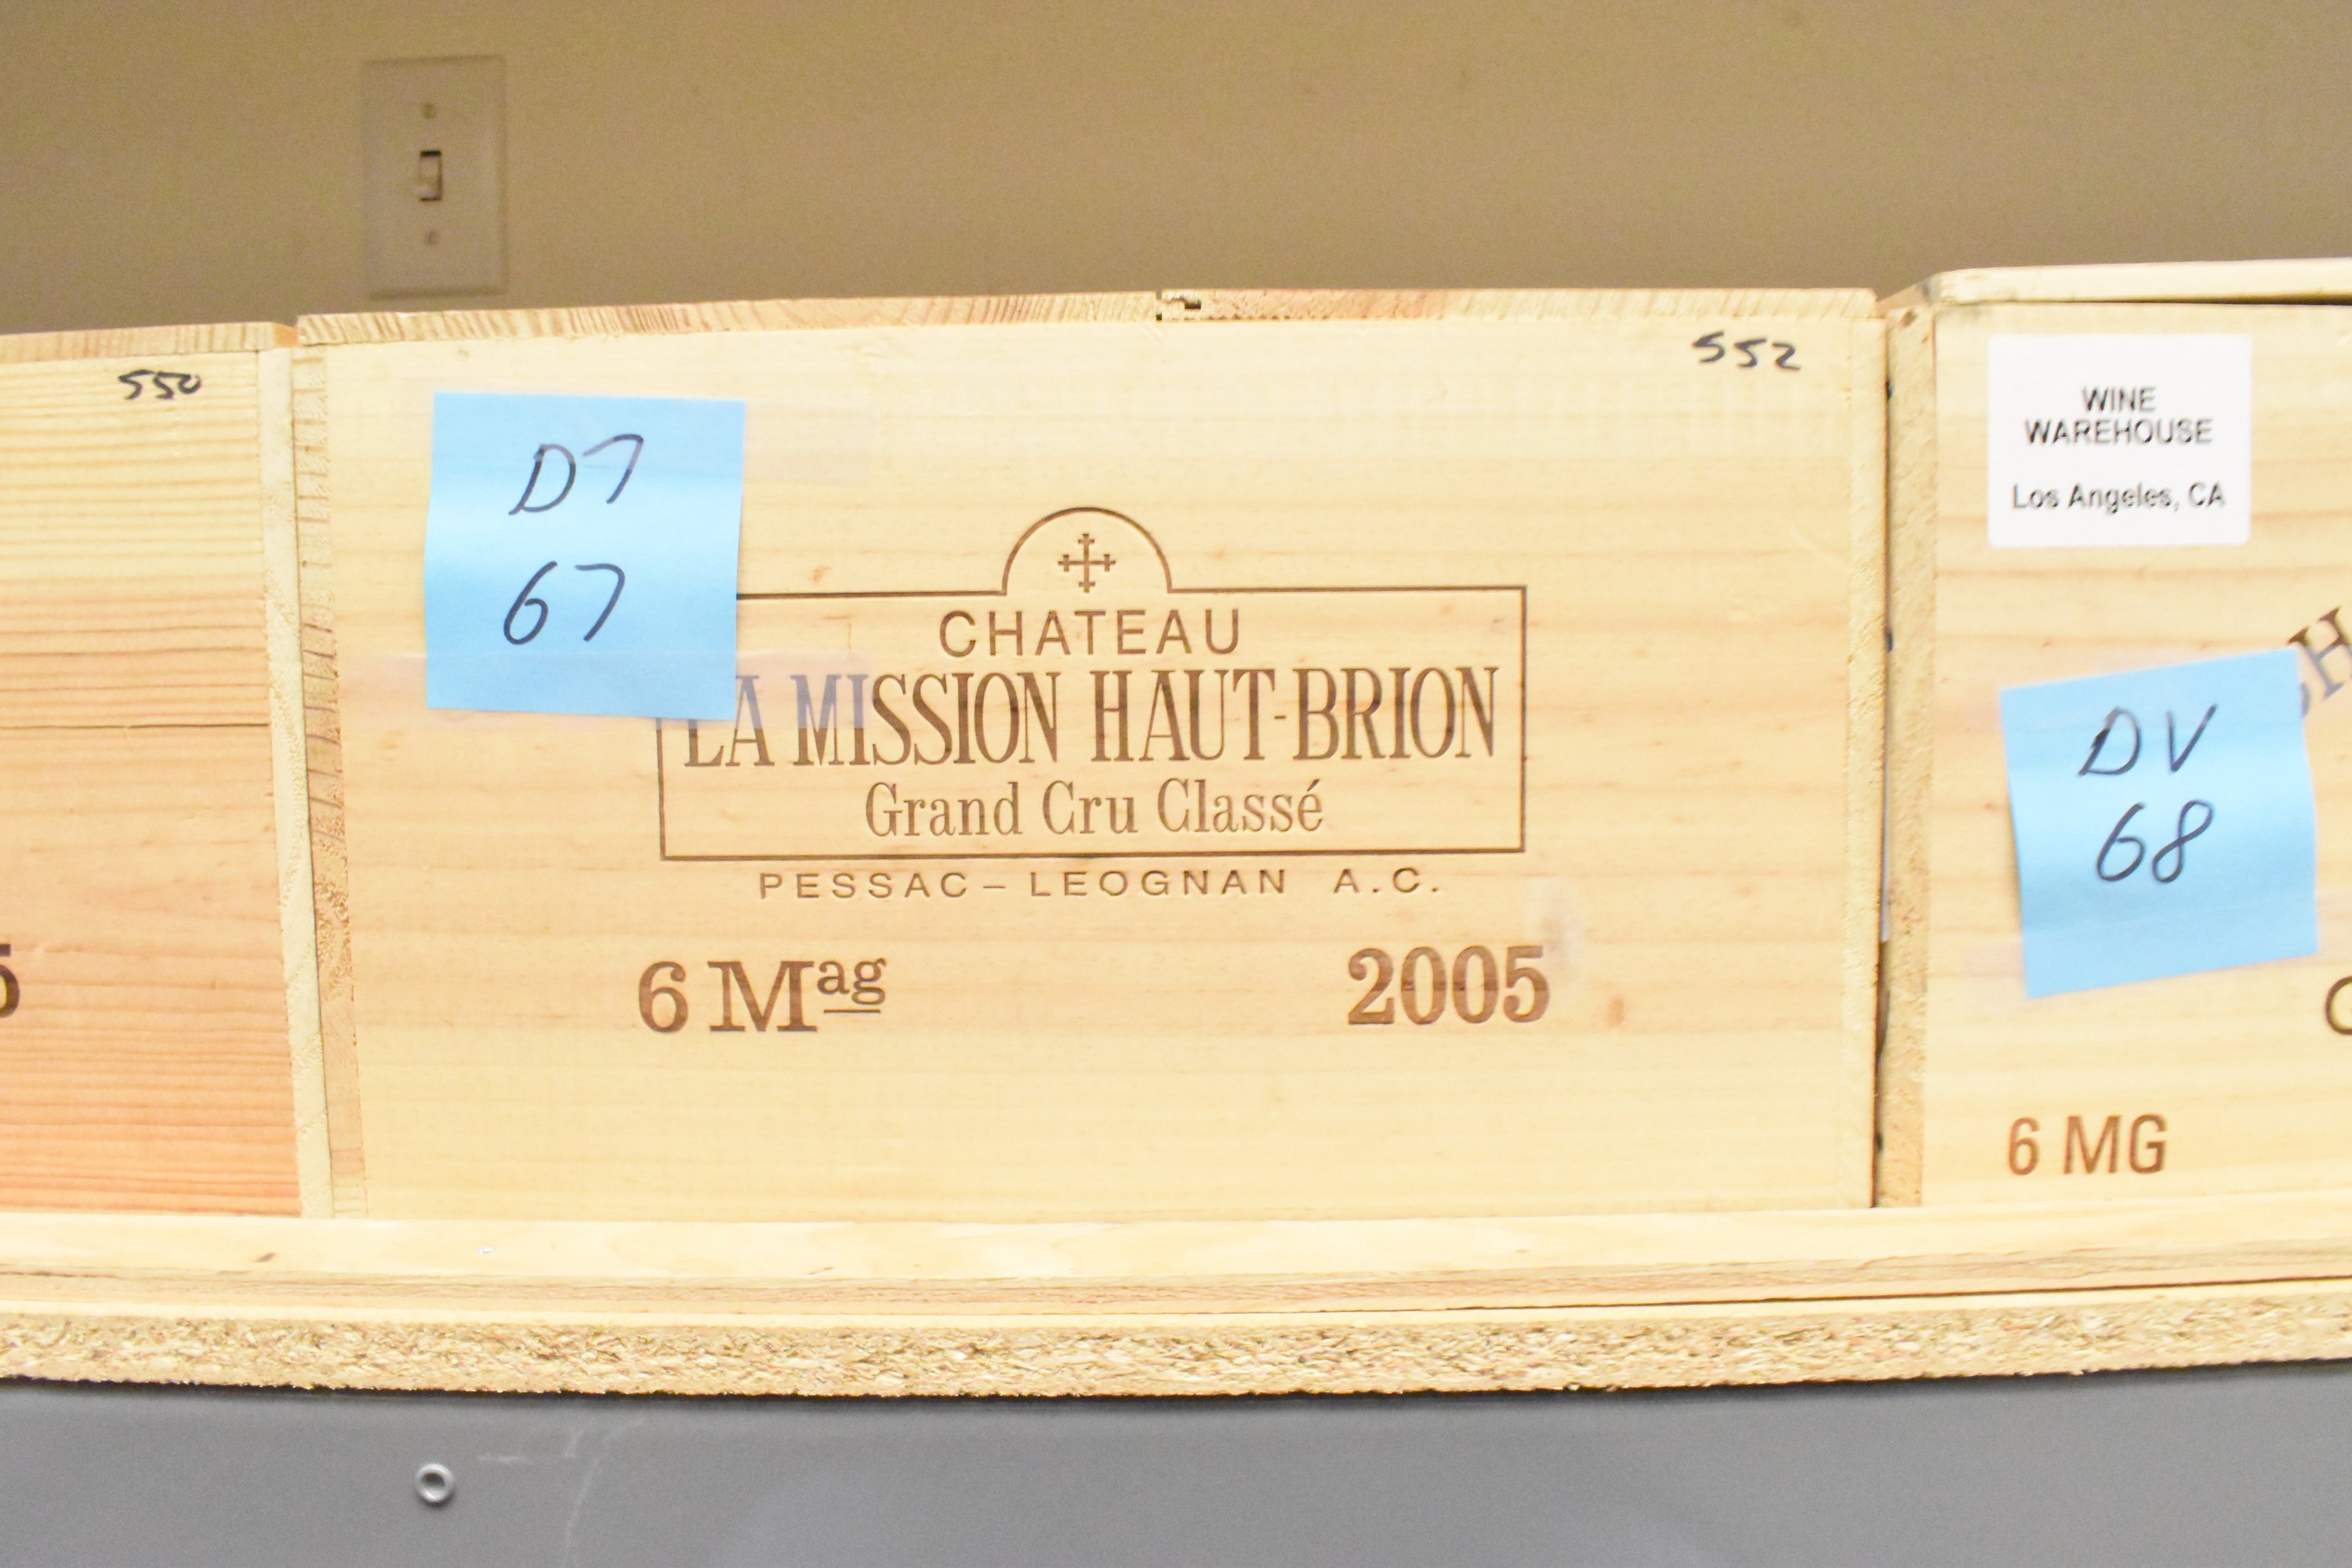 550
5
552
D7
67
CHATEAU
LA MISSION HAUT-BRION
Grand Cru Classé
PESSAC – LEOGNAN A.C.
6 Mag
2005
WINE
WAREHOUSE
Los Angeles, CA
DV
68
6 MG